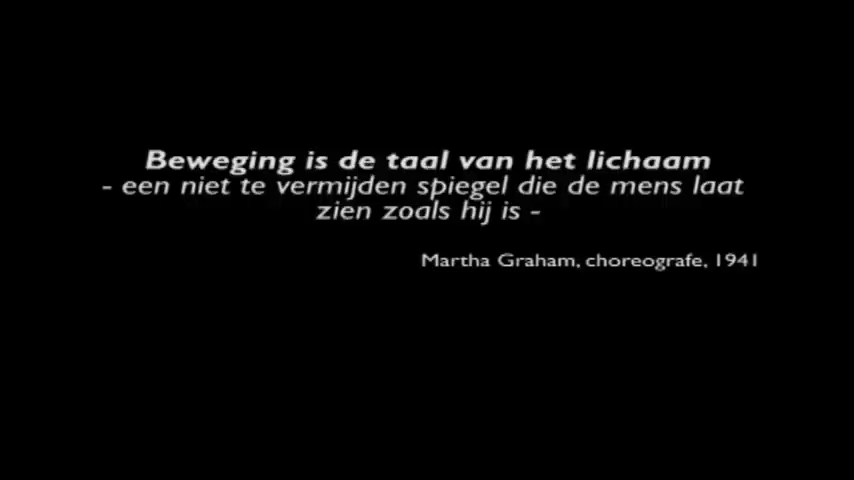 Beweging is de taal van het lichaam
- een niet te vermijden spiegel die de mens laat
zien zoals hij is -
Martha Graham, choreografe, 1941